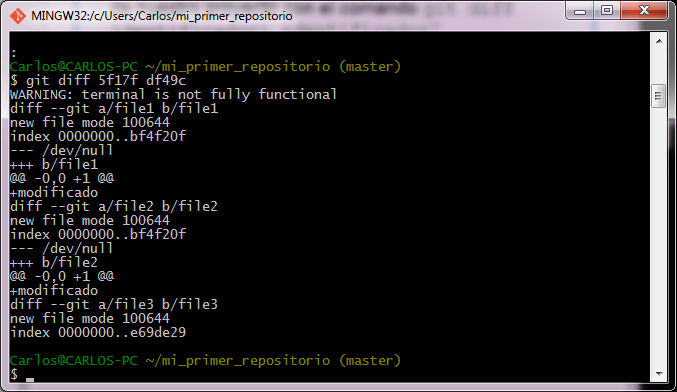 MINGW32:/c/Users/Carlos/mi_primer_repositorio
:
Carlos@CARLOS-PC ~/mi_primer_repositorio (master)
$ git diff 5f17f df49c
WARNING: terminal is not fully functional
diff --git a/file1 b/file1
new file mode 100644
index 0000000..bf4f20f
--- /dev/null
+++ b/file1
@@ -0,0 +1 @@
+modificado
diff --git a/file2 b/file2
new file mode 100644
index 0000000..bf4f20f
--- /dev/null
+++ b/file2
@@ -0,0 +1 @@
+modificado
diff --git a/file3 b/file3
new file mode 100644
index 0000000..e69de29
Carlos@CARLOS-PC ~/mi_primer_repositorio (master)
$